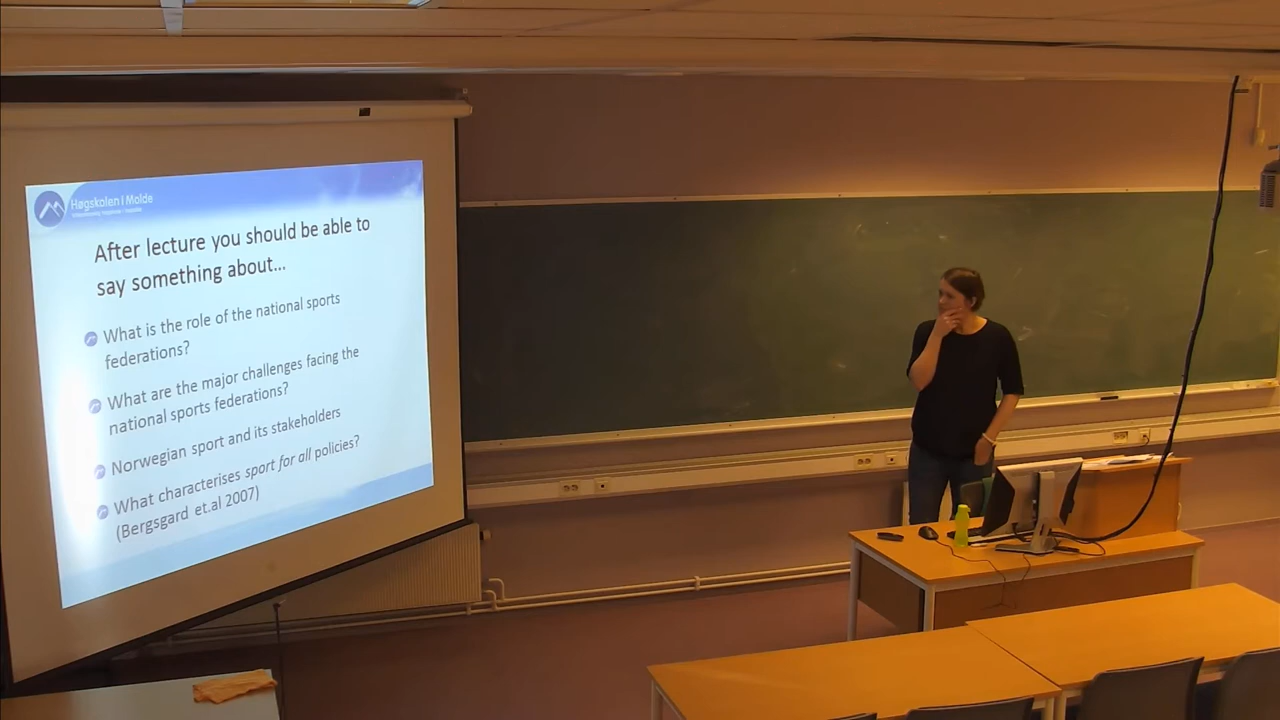 Høgskolen i Molde
After lecture you should be able to
say something about...
What is the role of the national sports
federations?
What are the major challenges facing the
national sports federations?
Norwegian sport and its stakeholders
What characterises sport for all policies?
(Bergsgard et.al 2007)